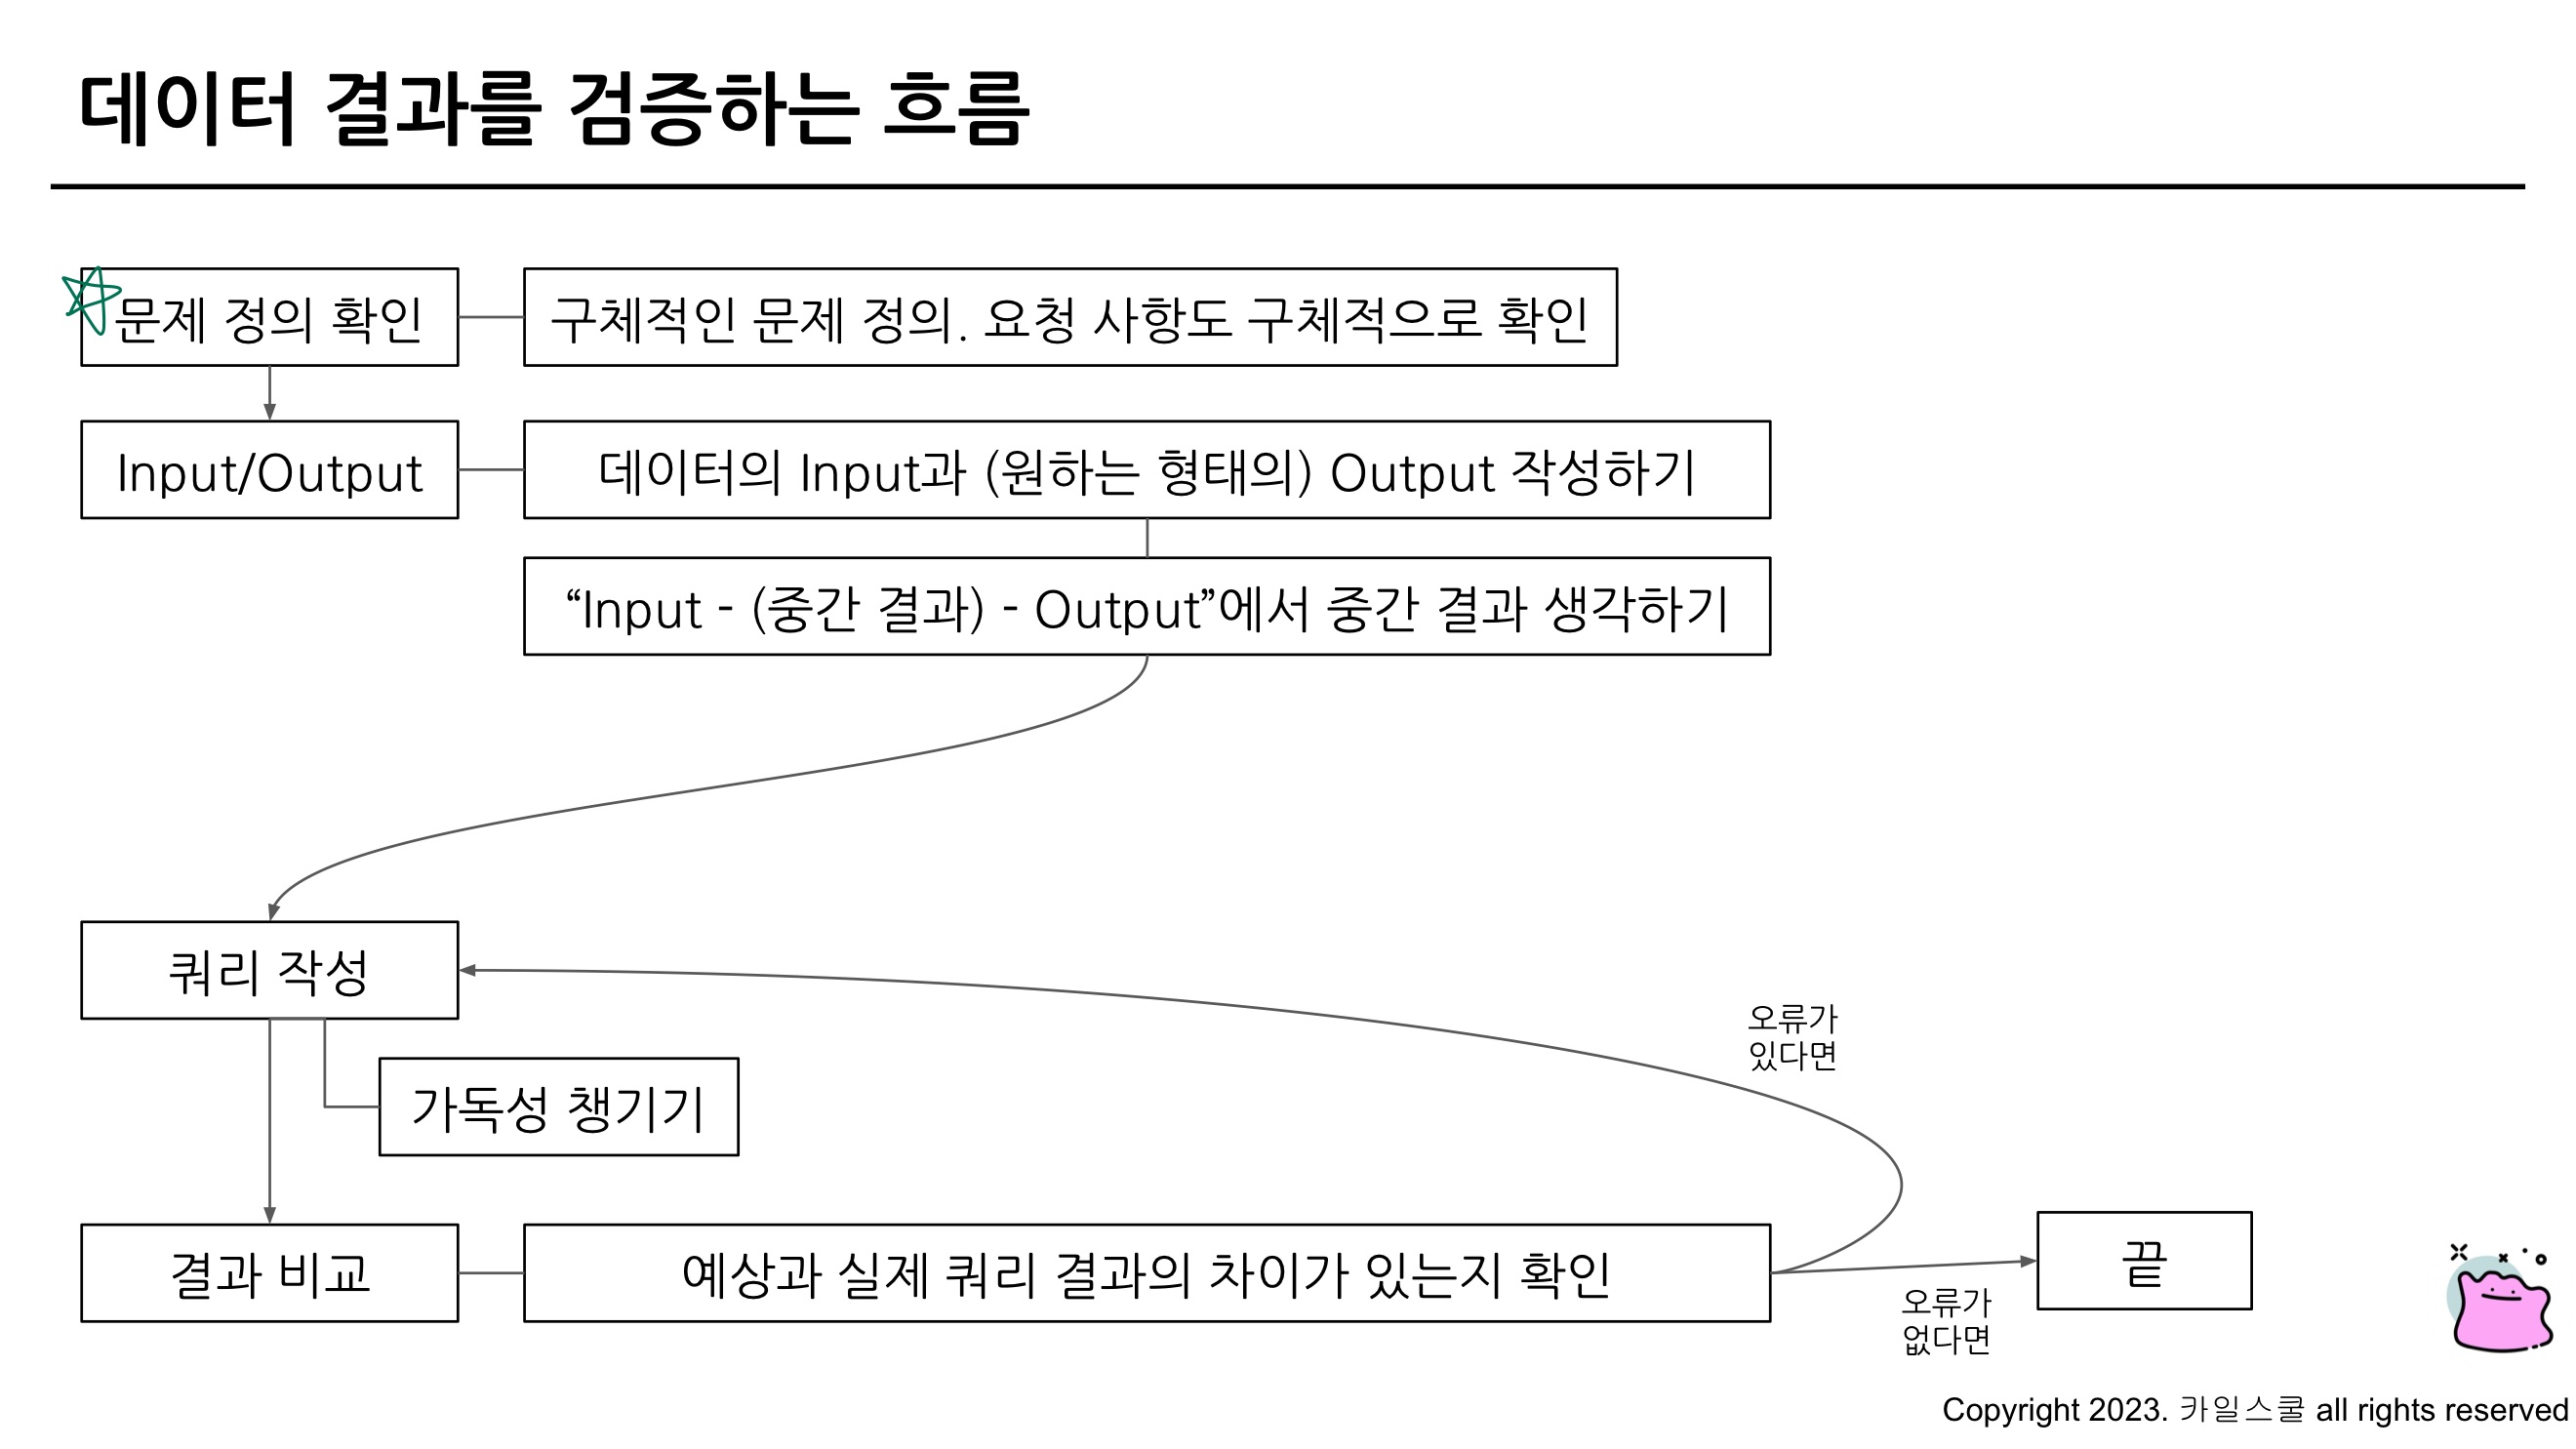 데이터 결과를 검증하는 흐름
문제 정의 확인
구체적인 문제 정의. 요청 사항도 구체적으로 확인
Input/Output
데이터의 Input과 (원하는 형태의) Output 작성하기
“Input - (중간 결과) - Output”에서 중간 결과 생각하기
쿼리 작성
오류가
있다면
가독성 챙기기
결과 비교
예상과 실제 쿼리 결과의 차이가 있는지 확인
끝
오류가
없다면
Copyright 2023. 카일스쿨 all rights reserved